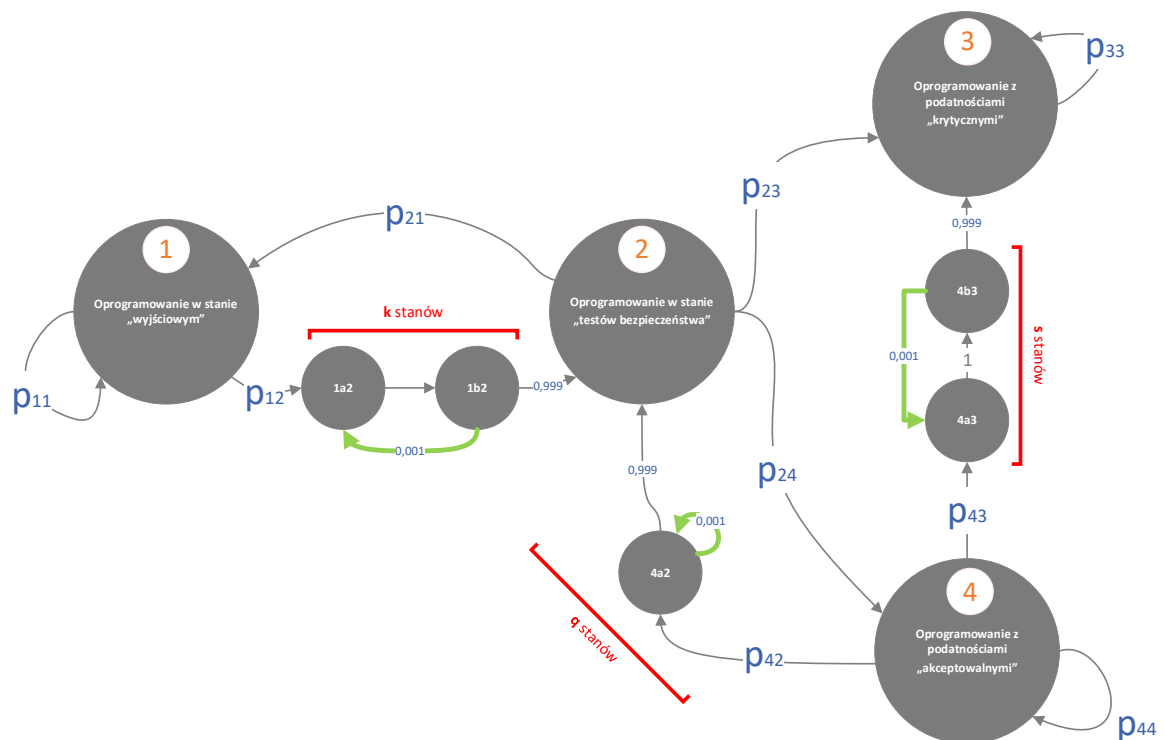 3
Oprogramowanie z
podatnościami
„krytycznymi”
p33
p23
p21
1
Oprogramowanie w stanie
„wyjściowym”
p11
p12
k stanów
1a2
1b2
0,001
0,999
2
Oprogramowanie w stanie
„testów bezpieczeństwa”
0,999
4b3
0,001
1
4a3
s stanów
p24
0,999
0,001
4a2
q stanów
p42
p43
4
Oprogramowanie z
podatnościami
„akceptowalnymi”
p44